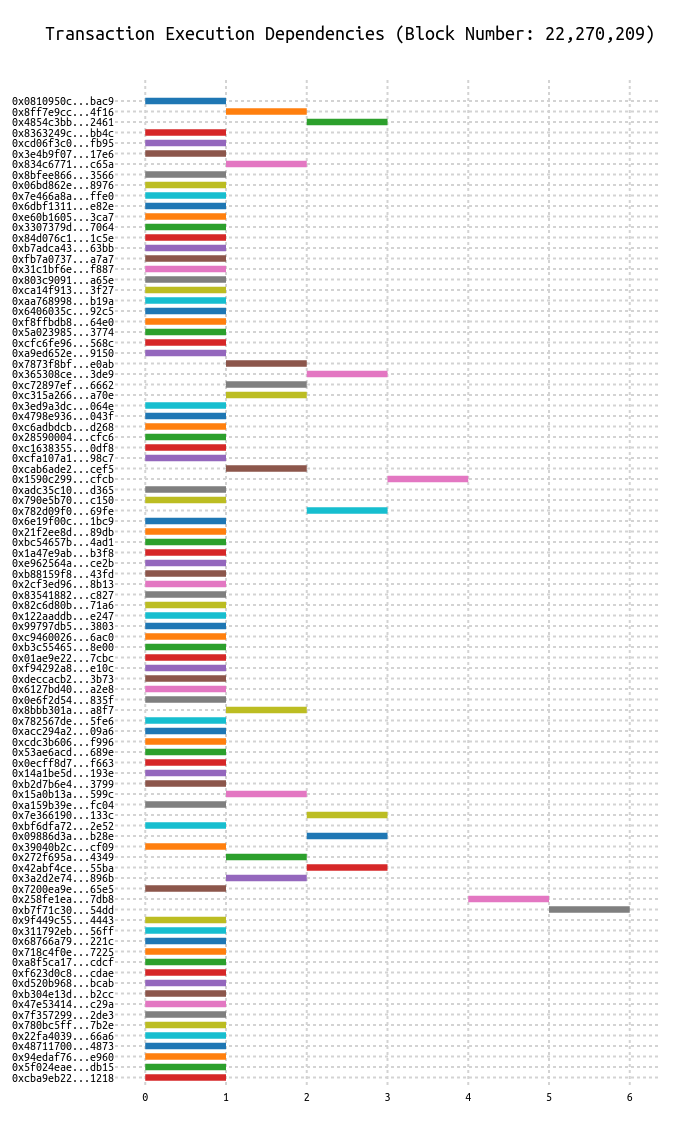 Transaction Execution Dependencies (Block Number: 22,270,209)
0x0810950c...bac9
0x8ff7e9cc...4f16
0x4854c3bb...2461
0x8363249c...bb4c
0xcd06f3c0...fb95
0x3e4b9f07...17e6
0x834c6771...c65a
0x8bfee866...3566
0x06bd862e...8976
0x7e466a8a...ffe0
0x6dbf1311...e82e
0xe60b1605...3ca7
0x3307379d...7064
0x84d076c1...1c5e
0xb7adca43...63bb
0xfb7a0737...a7a7
0x31c1bf6e...f887
0x803c9091...a65e
0xca14f913...3f27
0xaa768998...b19a
0x6406035c...92c5
0xf8ffbdb8...64e0
0x5a023985...3774
0xcfc6fe96...568c
0xa9ed652e...9150
0x7873f8bf...e0ab
0x365308ce...3de9
0xc72897ef...6662
0xc315a266...a70e
0x3ed9a3dc...064e
0x4798e936...043f
0xc6adbdcb...d268
0x28590004...cfc6
0xc1638355...0df8
0xcfa107a1...98c7
0xcab6ade2...cef5
0x1590c299...cfcb
0xadc35c10...d365
0x790e5b70...c150
0x782d09f0...69fe
0x6e19f00c...1bc9
0x21f2ee8d...89db
0xbc54657b...4ad1
0x1a47e9ab...b3f8
0xe962564a...ce2b
0xb88159f8...43fd
0x2cf3ed96...8b13
0x83541882...c827
0x82c6d80b...71a6
0x122aaddb...e247
0x99797db5...3803
0xc9460026...6ac0
0xb3c55465...8e00
0x01ae9e22...7cbc
0xf94292a8...e10c
0xdeccacb2...3b73
0x6127bd40...a2e8
0x0e6f2d54...835f
0x8bbb301a...a8f7
0x782567de...5fe6
0xacc294a2...09a6
0xcdc3b606...f996
0x53ae6acd...689e
0x0ecff8d7...f663
0x14a1be5d...193e
0xb2d7b6e4...3799
0x15a0b13a...599c
0xa159b39e...fc04
0x7e366190...133c
0xbf6dfa72...2e52
0x09886d3a...b28e
0x39040b2c...cf09
0x272f695a...4349
0x42abf4ce...55ba
0x3a2d2e74...896b
0x7200ea9e...65e5
0x258fe1ea...7db8
0xb7f71c30...54dd
0x9f449c55...4443
0x311792eb...56ff
0x68766a79...221c
0x718c4f0e...7225
0xa8f5ca17...cdcf
0xf623d0c8...cdae
0xd520b968...bcab
0xb304e13d...b2cc
0x47e53414...c29a
0x7f357299...2de3
0x780bc5ff...7b2e
0x22fa4039...66a6
0x48711700...4873
0x94edaf76...e960
0x5f024eae...db15
0xcba9eb22...1218
0 1 2 3 4 5 6